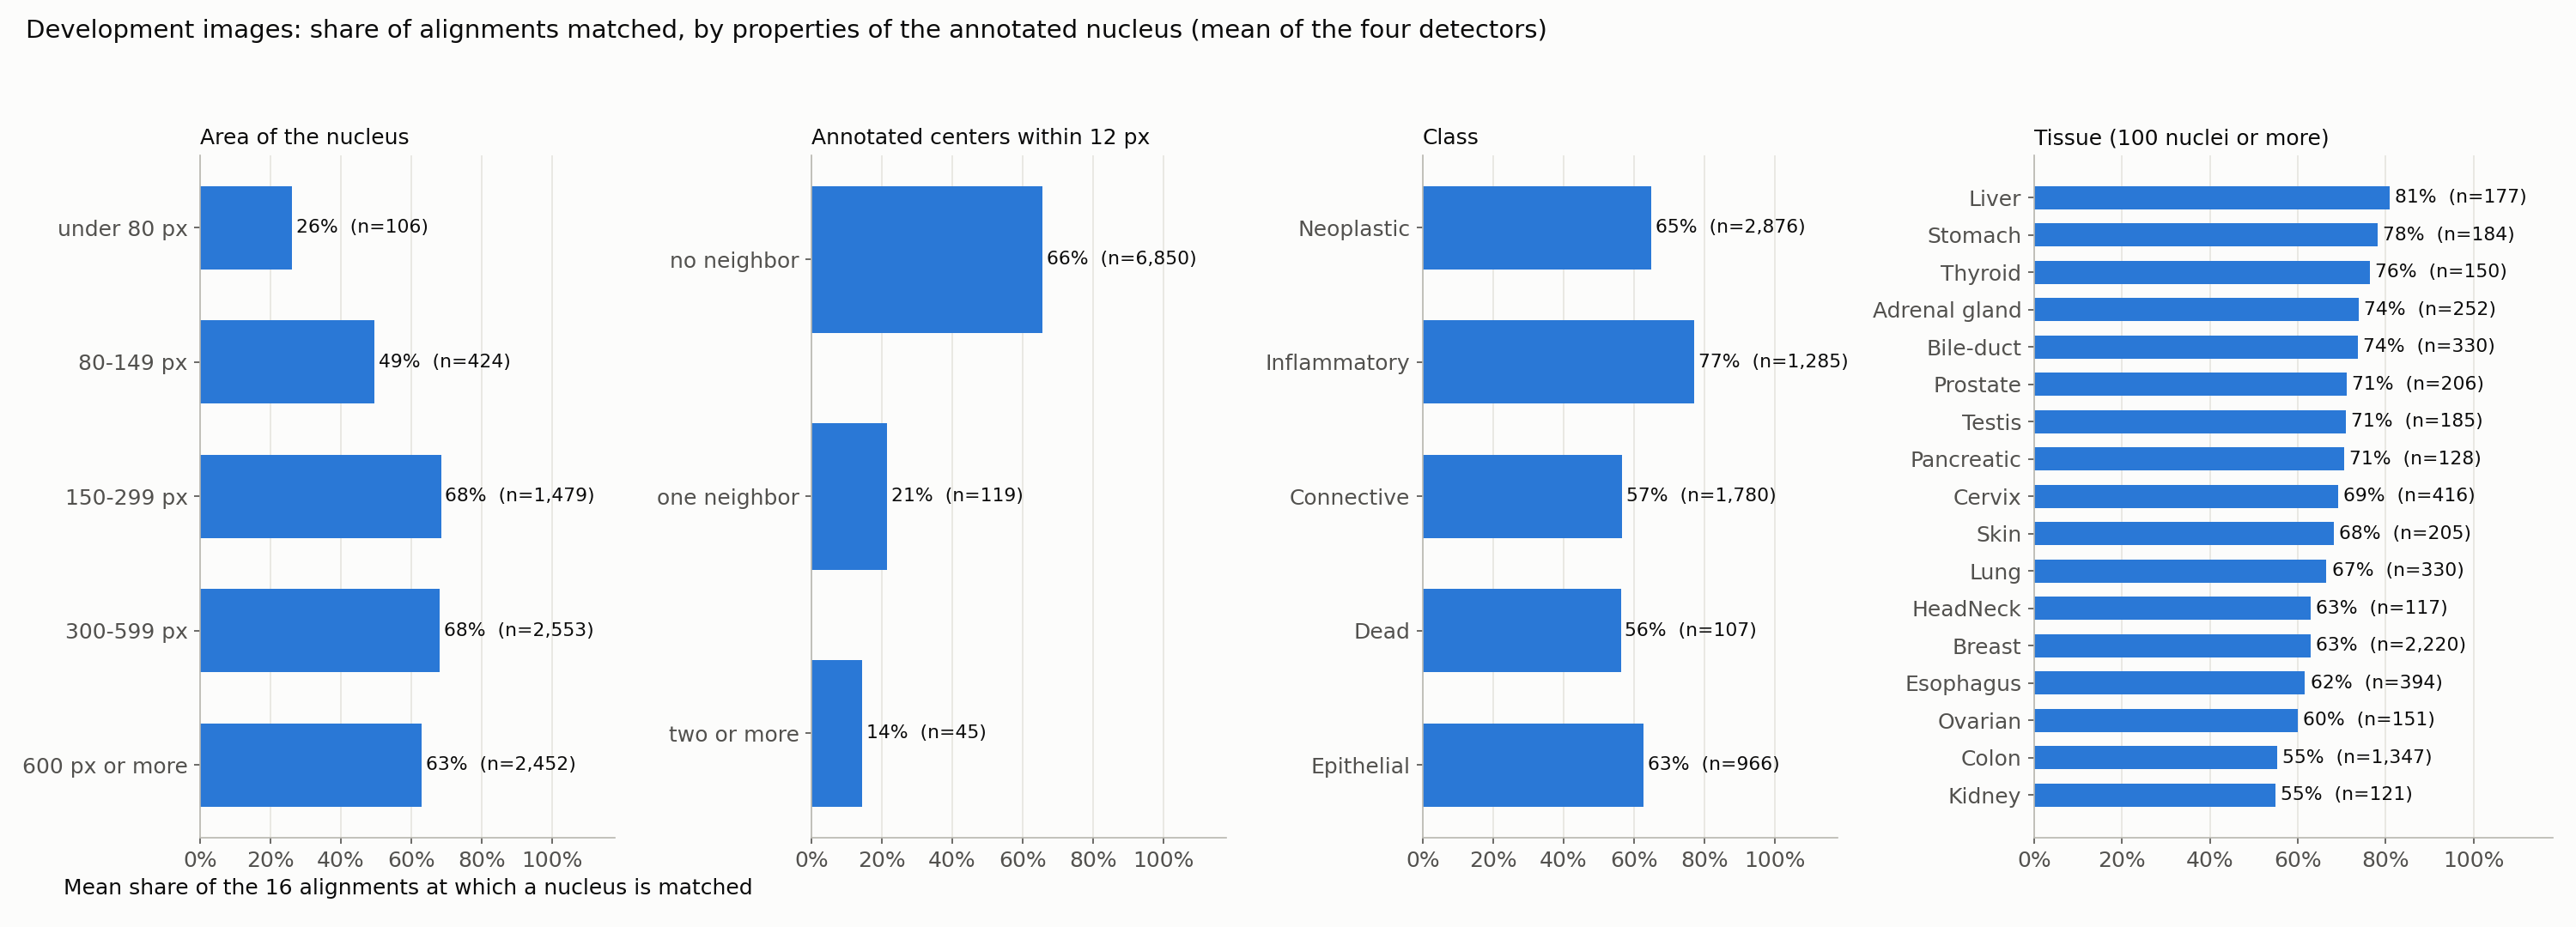 Development images: share of alignments matched, by properties of the annotated nucleus (mean of the four detectors)
Area of the nucleus
under 80 px 26% (n=106)
80-149 px 49% (n=424)
150-299 px 68% (n=1,479)
300-599 px 68% (n=2,553)
600 px or more 63% (n=2,452)
0% 20% 40% 60% 80% 100%
Mean share of the 16 alignments at which a nucleus is matched
Annotated centers within 12 px
no neighbor 66% (n=6,850)
one neighbor 21% (n=119)
two or more 14% (n=45)
0% 20% 40% 60% 80% 100%
Class
Neoplastic 65% (n=2,876)
Inflammatory 77% (n=1,285)
Connective 57% (n=1,780)
Dead 56% (n=107)
Epithelial 63% (n=966)
0% 20% 40% 60% 80% 100%
Tissue (100 nuclei or more)
Liver 81% (n=177)
Stomach 78% (n=184)
Thyroid 76% (n=150)
Adrenal gland 74% (n=252)
Bile-duct 74% (n=330)
Prostate 71% (n=206)
Testis 71% (n=185)
Pancreatic 71% (n=128)
Cervix 69% (n=416)
Skin 68% (n=205)
Lung 67% (n=330)
HeadNeck 63% (n=117)
Breast 63% (n=2,220)
Esophagus 62% (n=394)
Ovarian 60% (n=151)
Colon 55% (n=1,347)
Kidney 55% (n=121)
0% 20% 40% 60% 80% 100%